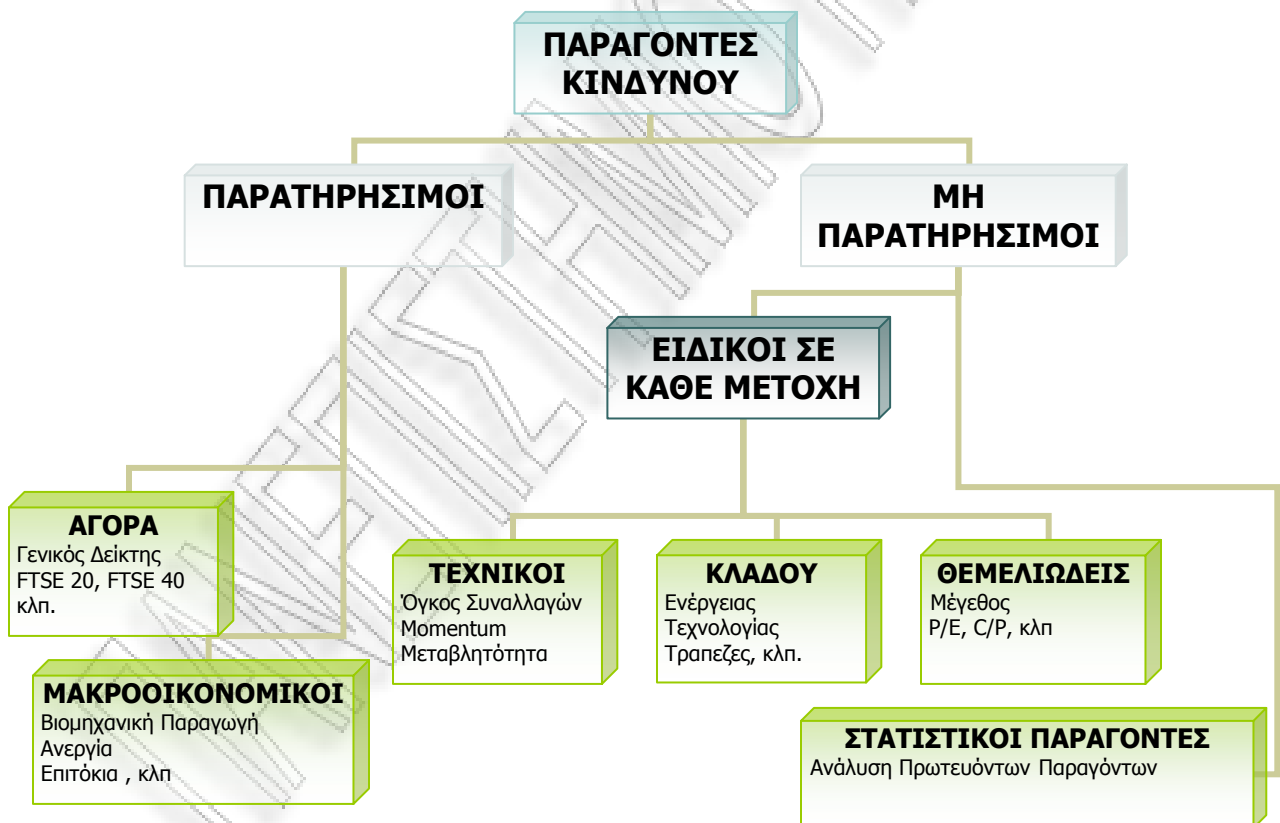 ΠΑΡΑΓΟΝΤΕΣ
ΚΙΝΔΥΝΟΥ
ΠΑΡΑΤΗΡΗΣΙΜΟΙ
ΜΗ
ΠΑΡΑΤΗΡΗΣΙΜΟΙ
ΕΙΔΙΚΟΙ ΣΕ
ΚΑΘΕ ΜΕΤΟΧΗ
ΑΓΟΡΑ
Γενικός Δείκτης
FTSE 20, FTSE 40
κλπ.
ΜΑΚΡΟΟΙΚΟΝΟΜΙΚΟΙ
Βιομηχανική Παραγωγή
Ανεργία
Επιτόκια , κλπ
ΤΕΧΝΙΚΟΙ
Όγκος Συναλλαγών
Momentum
Μεταβλητότητα
ΚΛΑΔΟΥ
Ενέργειας
Τεχνολογίας
Τραπεζες, κλπ.
ΘΕΜΕΛΙΩΔΕΙΣ
Μέγεθος
P/E, C/P, κλπ
ΣΤΑΤΙΣΤΙΚΟΙ ΠΑΡΑΓΟΝΤΕΣ
Ανάλυση Πρωτευόντων Παραγόντων